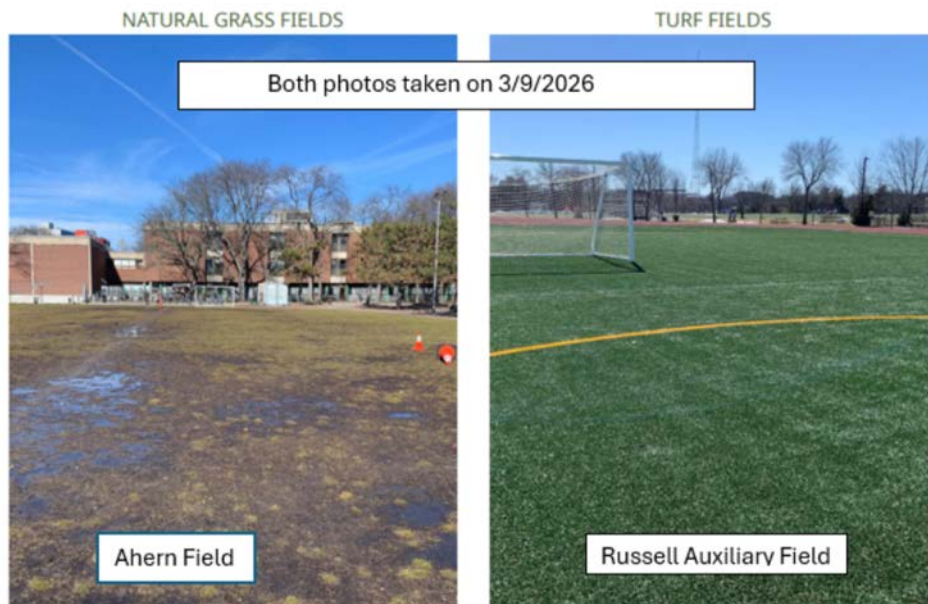 NATURAL GRASS FIELDS
TURF FIELDS
Both photos taken on 3/9/2026
Ahern Field
Russell Auxiliary Field